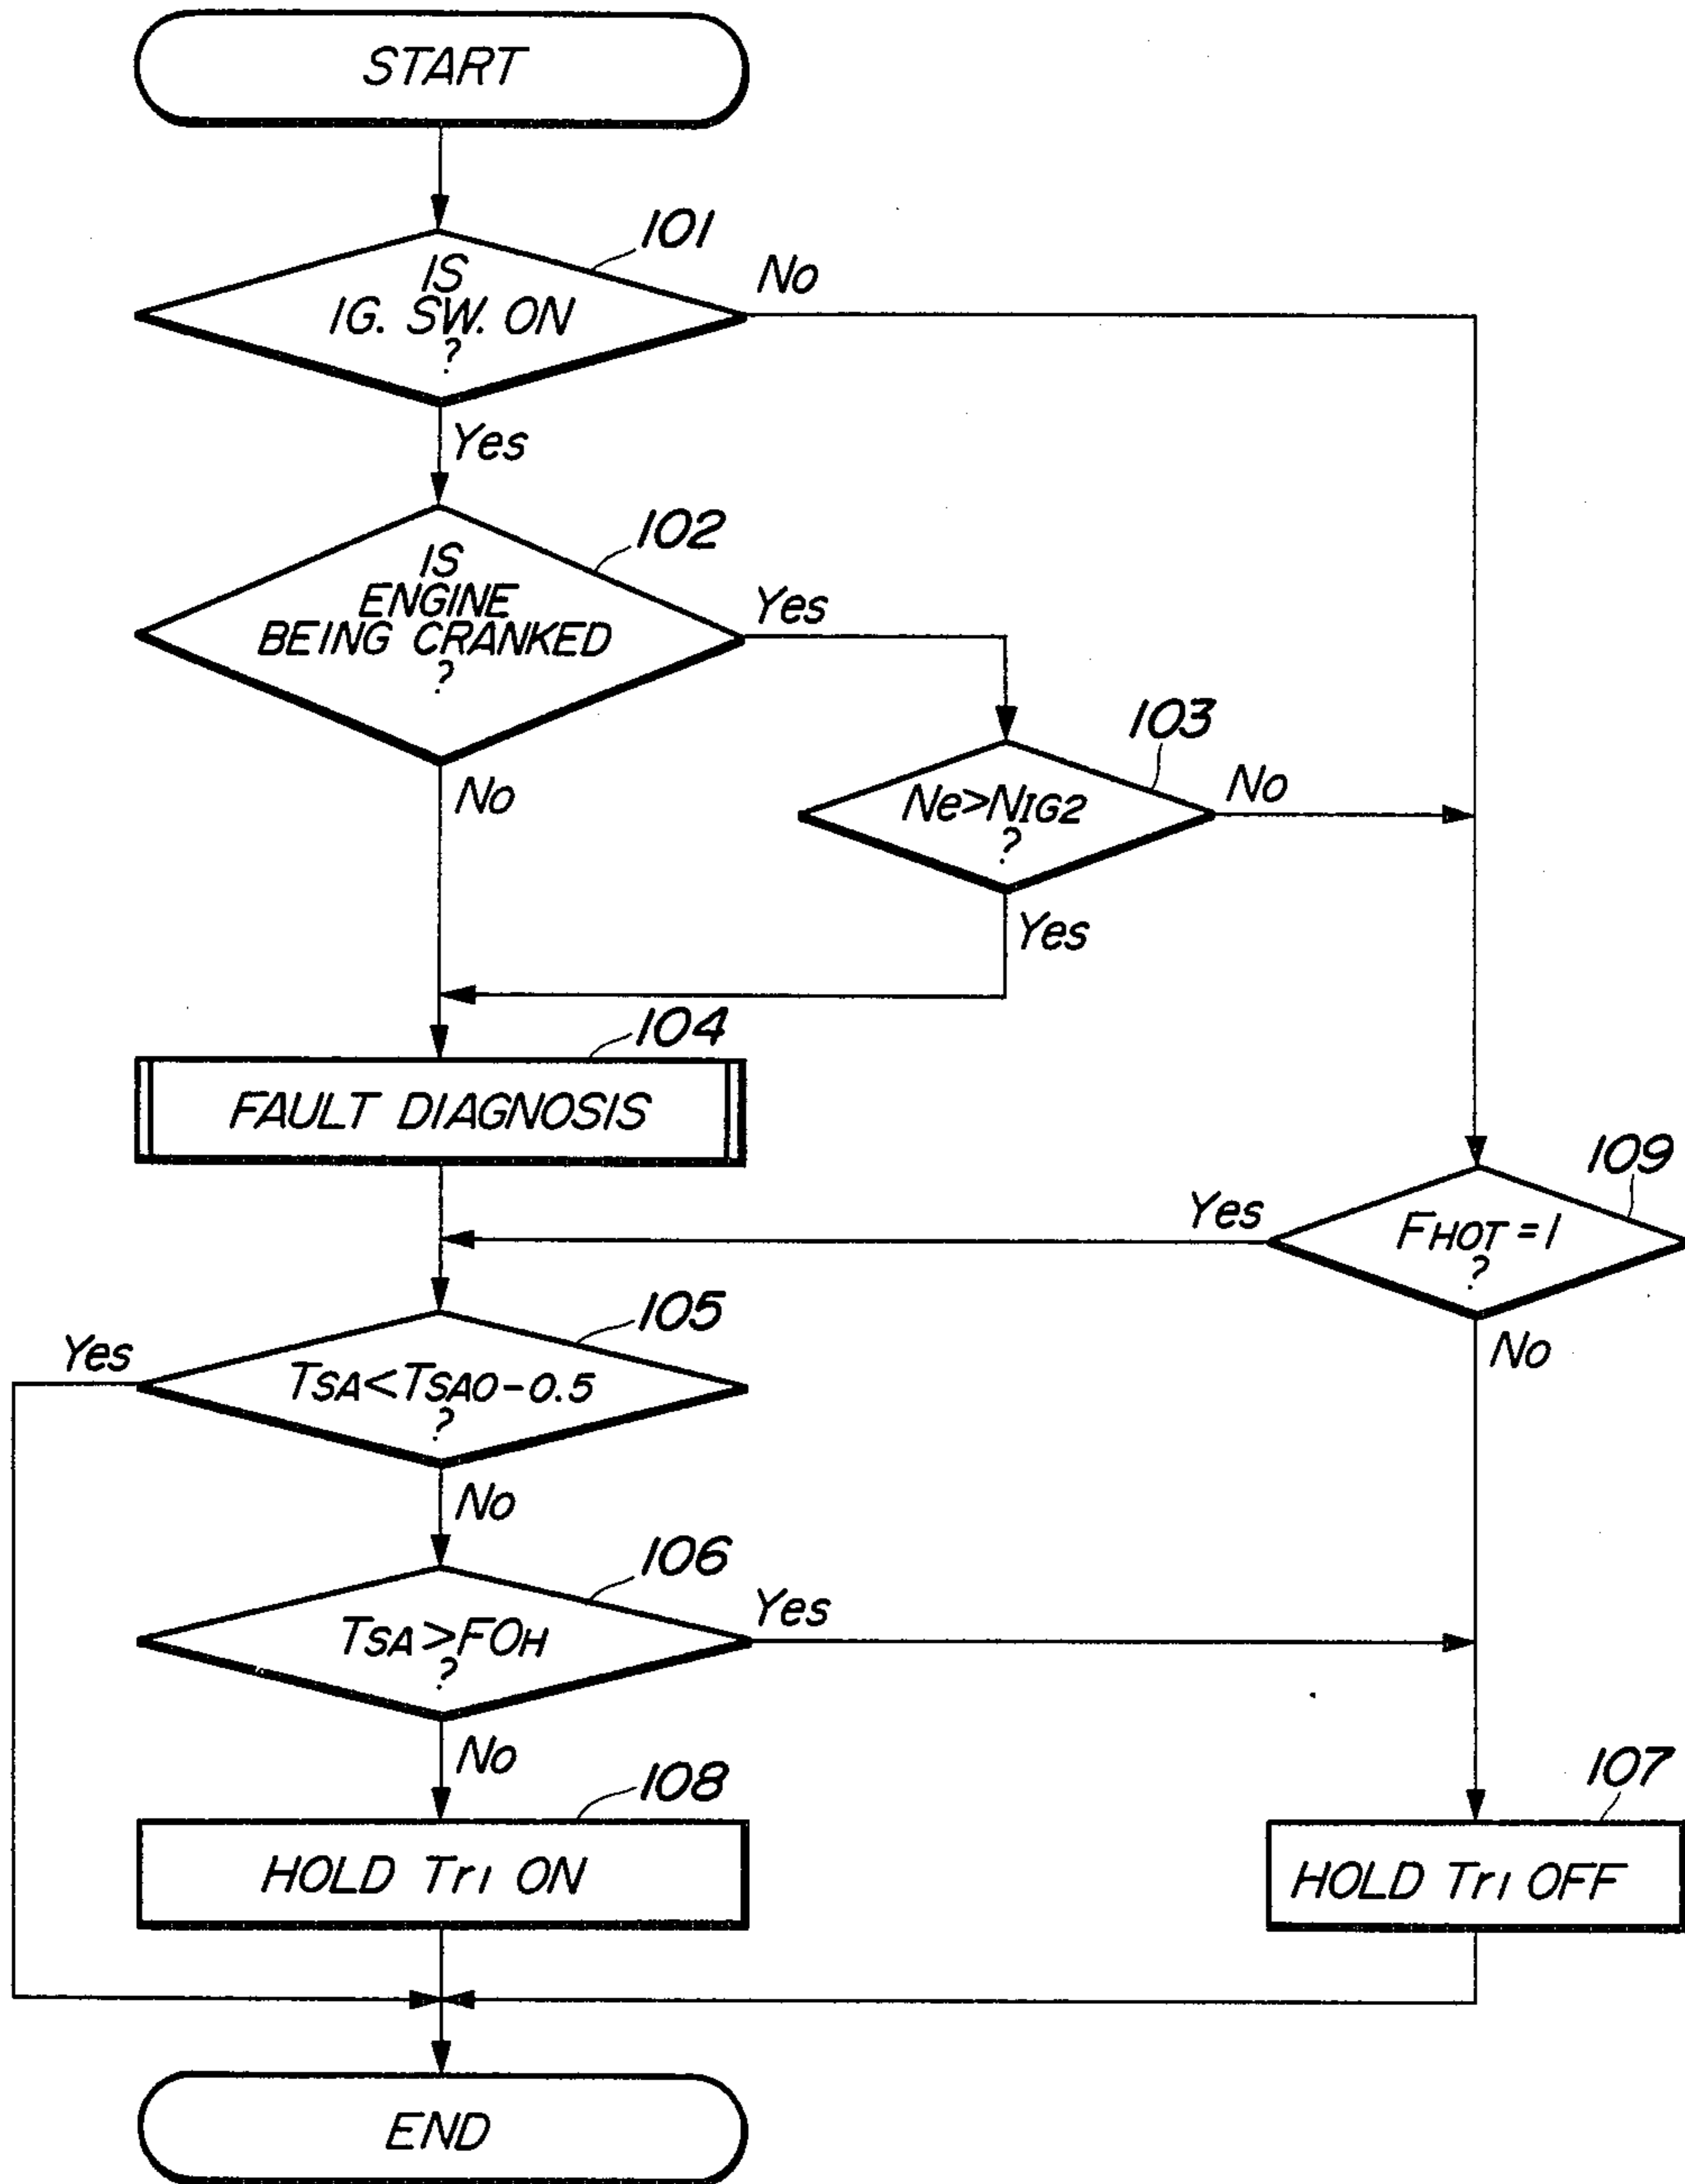 START
101
IS
IG. SW. ON
?
No
Yes
102
IS
ENGINE
BEING CRANKED
?
Yes
No
103
Ne>NIG2
?
No
Yes
104
FAULT DIAGNOSIS
109
FHOT=1
?
Yes
No
105
TSA<TSAO-0.5
?
Yes
No
106
TSA>FOH
?
Yes
No
108
HOLD Tr1 ON
107
HOLD Tr1 OFF
END